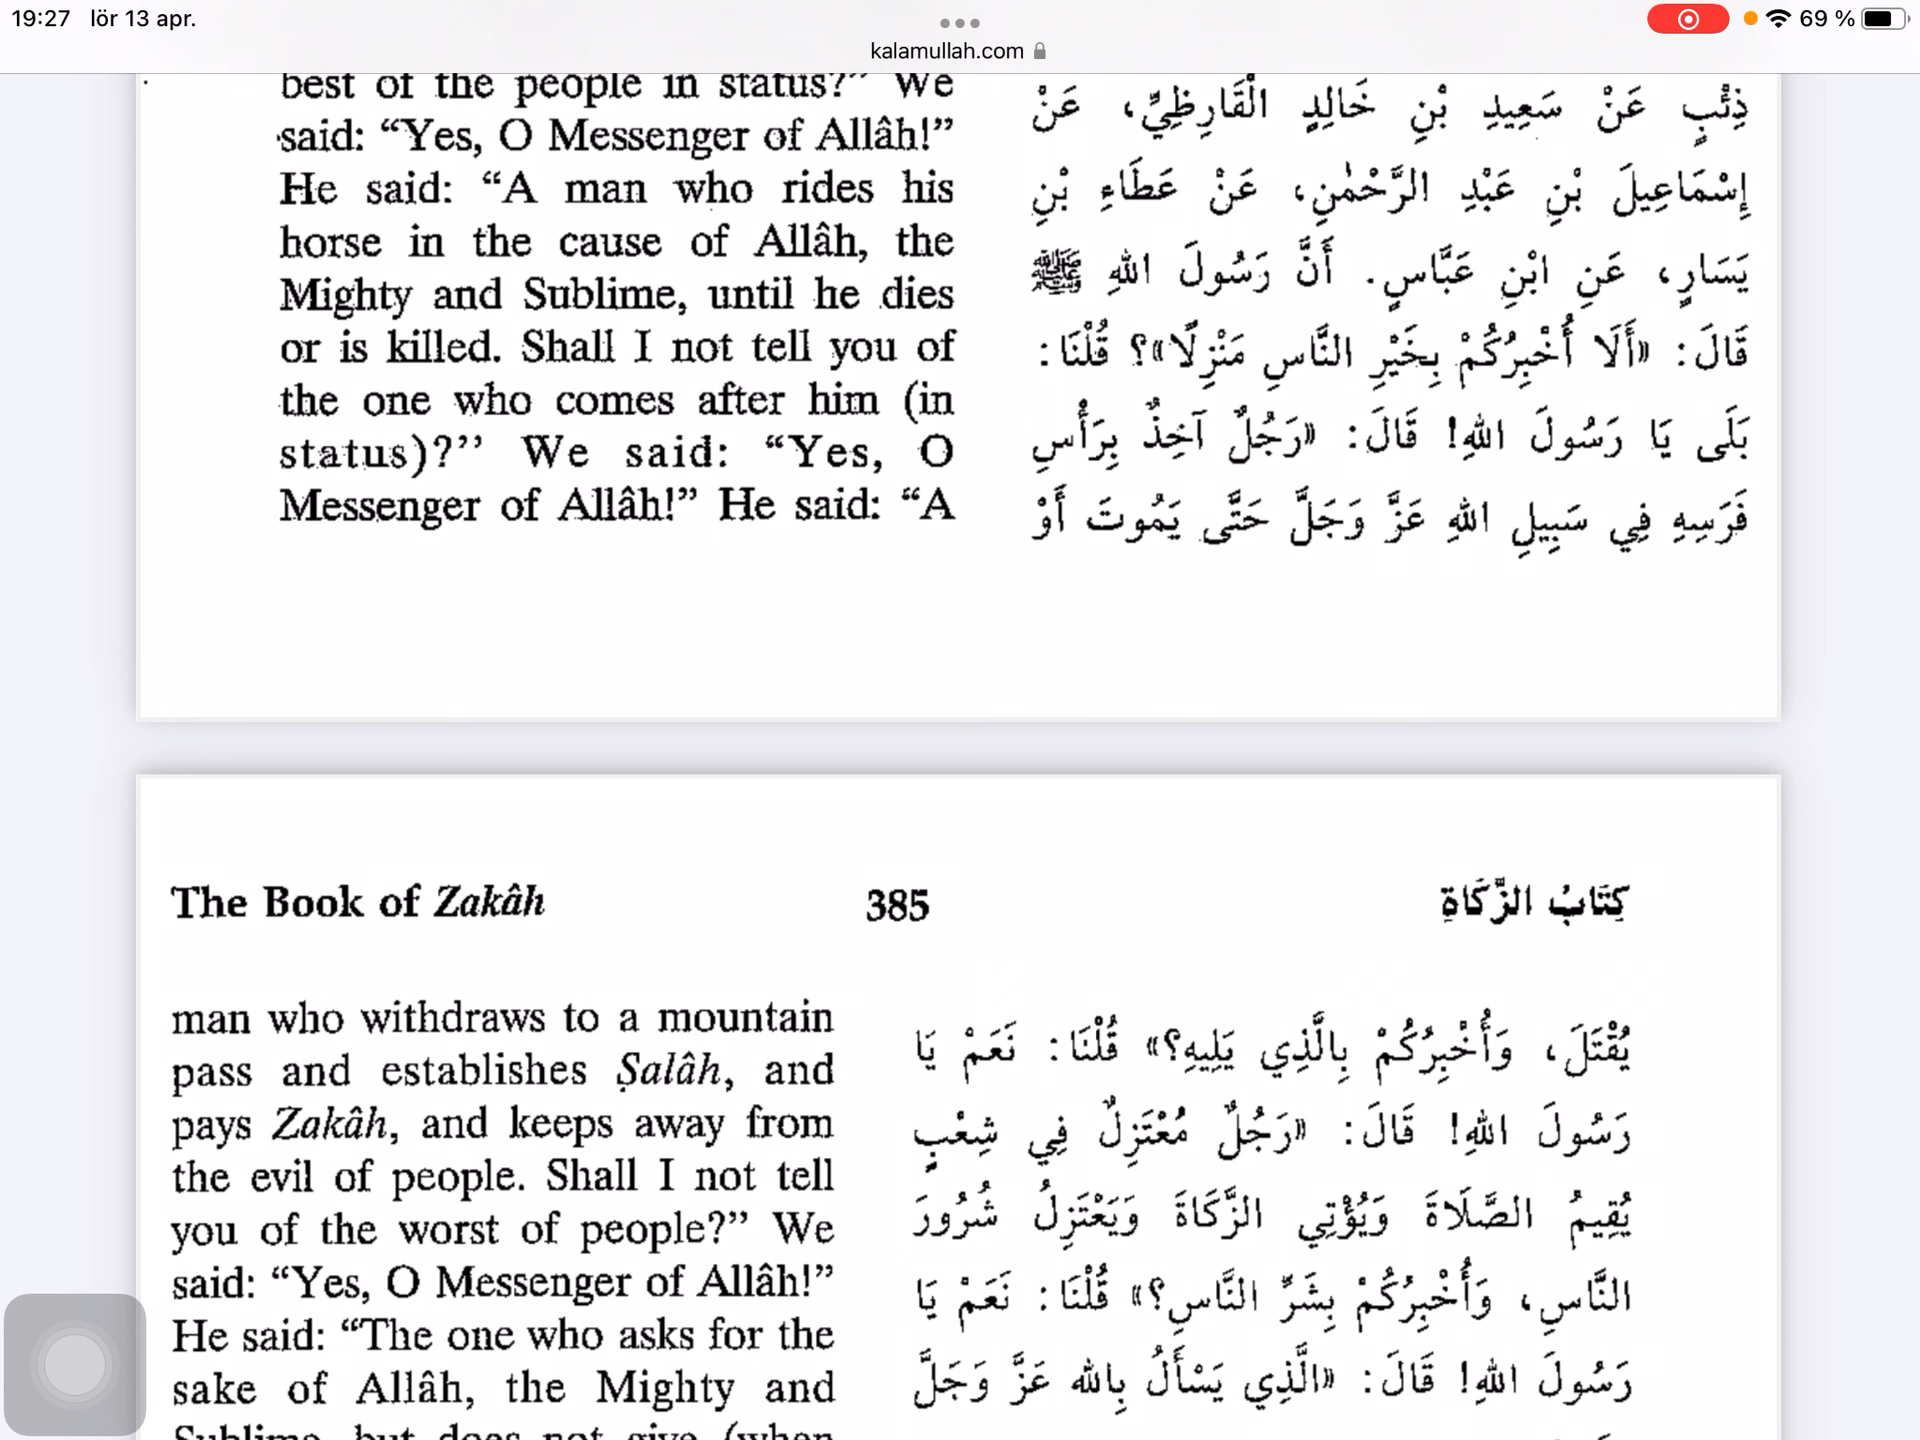 19:27 lör 13 apr.
69 %
kalamullah.com
best of the people in status?” We
said: “Yes, O Messenger of Allâh!”
He said: “A man who rides his
horse in the cause of Allâh, the
Mighty and Sublime, until he dies
or is killed. Shall I not tell you of
the one who comes after him (in
status)?’’ We said: “Yes, O
Messenger of Allâh!” He said: “A
ذِئْبٍ عَنْ سَعِيدِ بْنِ خَالِدٍ الْقَارِظِيِّ، عَنْ
إِسْمَاعِيلَ بْنِ عَبْدِ الرَّحْمٰنِ، عَنْ عَطَاءِ بْنِ
يَسَارٍ، عَنِ ابْنِ عَبَّاسٍ. أَنَّ رَسُولَ اللهِ ﷺ
قَالَ: «أَلَا أُخْبِرُكُمْ بِخَيْرِ النَّاسِ مَنْزِلًا»؟ قُلْنَا:
بَلَى يَا رَسُولَ اللهِ! قَالَ: «رَجُلٌ آخِذٌ بِرَأْسِ
فَرَسِهِ فِي سَبِيلِ اللهِ عَزَّ وَجَلَّ حَتَّى يَمُوتَ أَوْ
The Book of Zakâh 385 كِتَابُ الزَّكَاةِ
man who withdraws to a mountain
pass and establishes Ṣalâh, and
pays Zakâh, and keeps away from
the evil of people. Shall I not tell
you of the worst of people?” We
said: “Yes, O Messenger of Allâh!”
He said: “The one who asks for the
sake of Allâh, the Mighty and
Sublime, but does not give (when
يُقْتَلَ، وَأُخْبِرُكُمْ بِالَّذِي يَلِيهِ؟» قُلْنَا: نَعَمْ يَا
رَسُولَ اللهِ! قَالَ: «رَجُلٌ مُعْتَزِلٌ فِي شِعْبٍ
يُقِيمُ الصَّلَاةَ وَيُؤْتِي الزَّكَاةَ وَيَعْتَزِلُ شُرُورَ
النَّاسِ، وَأُخْبِرُكُمْ بِشَرِّ النَّاسِ؟» قُلْنَا: نَعَمْ يَا
رَسُولَ اللهِ! قَالَ: «الَّذِي يَسْأَلُ بِالله عَزَّ وَجَلَّ